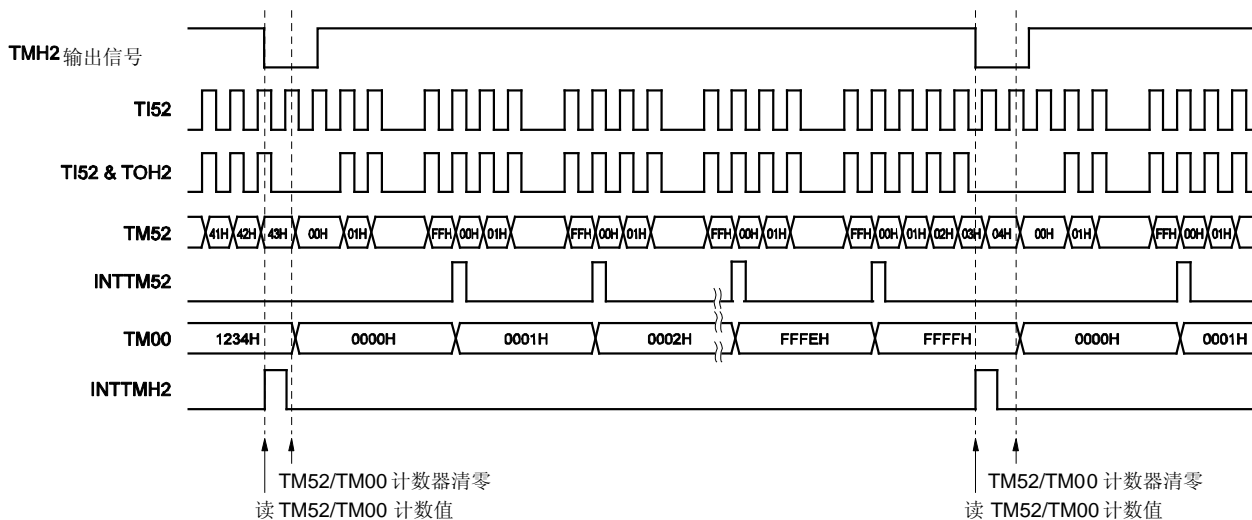 TMH2 输出信号
TI52
TI52 & TOH2
TM52 41H 42H 43H 00H 01H FFH 00H 01H FFH 00H 01H FFH 00H 01H FFH 00H 01H 02H 03H 04H 00H 01H FFH 00H 01H
INTTM52
TM00 1234H 0000H 0001H 0002H FFFEH FFFFH 0000H 0001H
INTTMH2
TM52/TM00 计数器清零 TM52/TM00 计数器清零
读 TM52/TM00 计数值 读 TM52/TM00 计数值